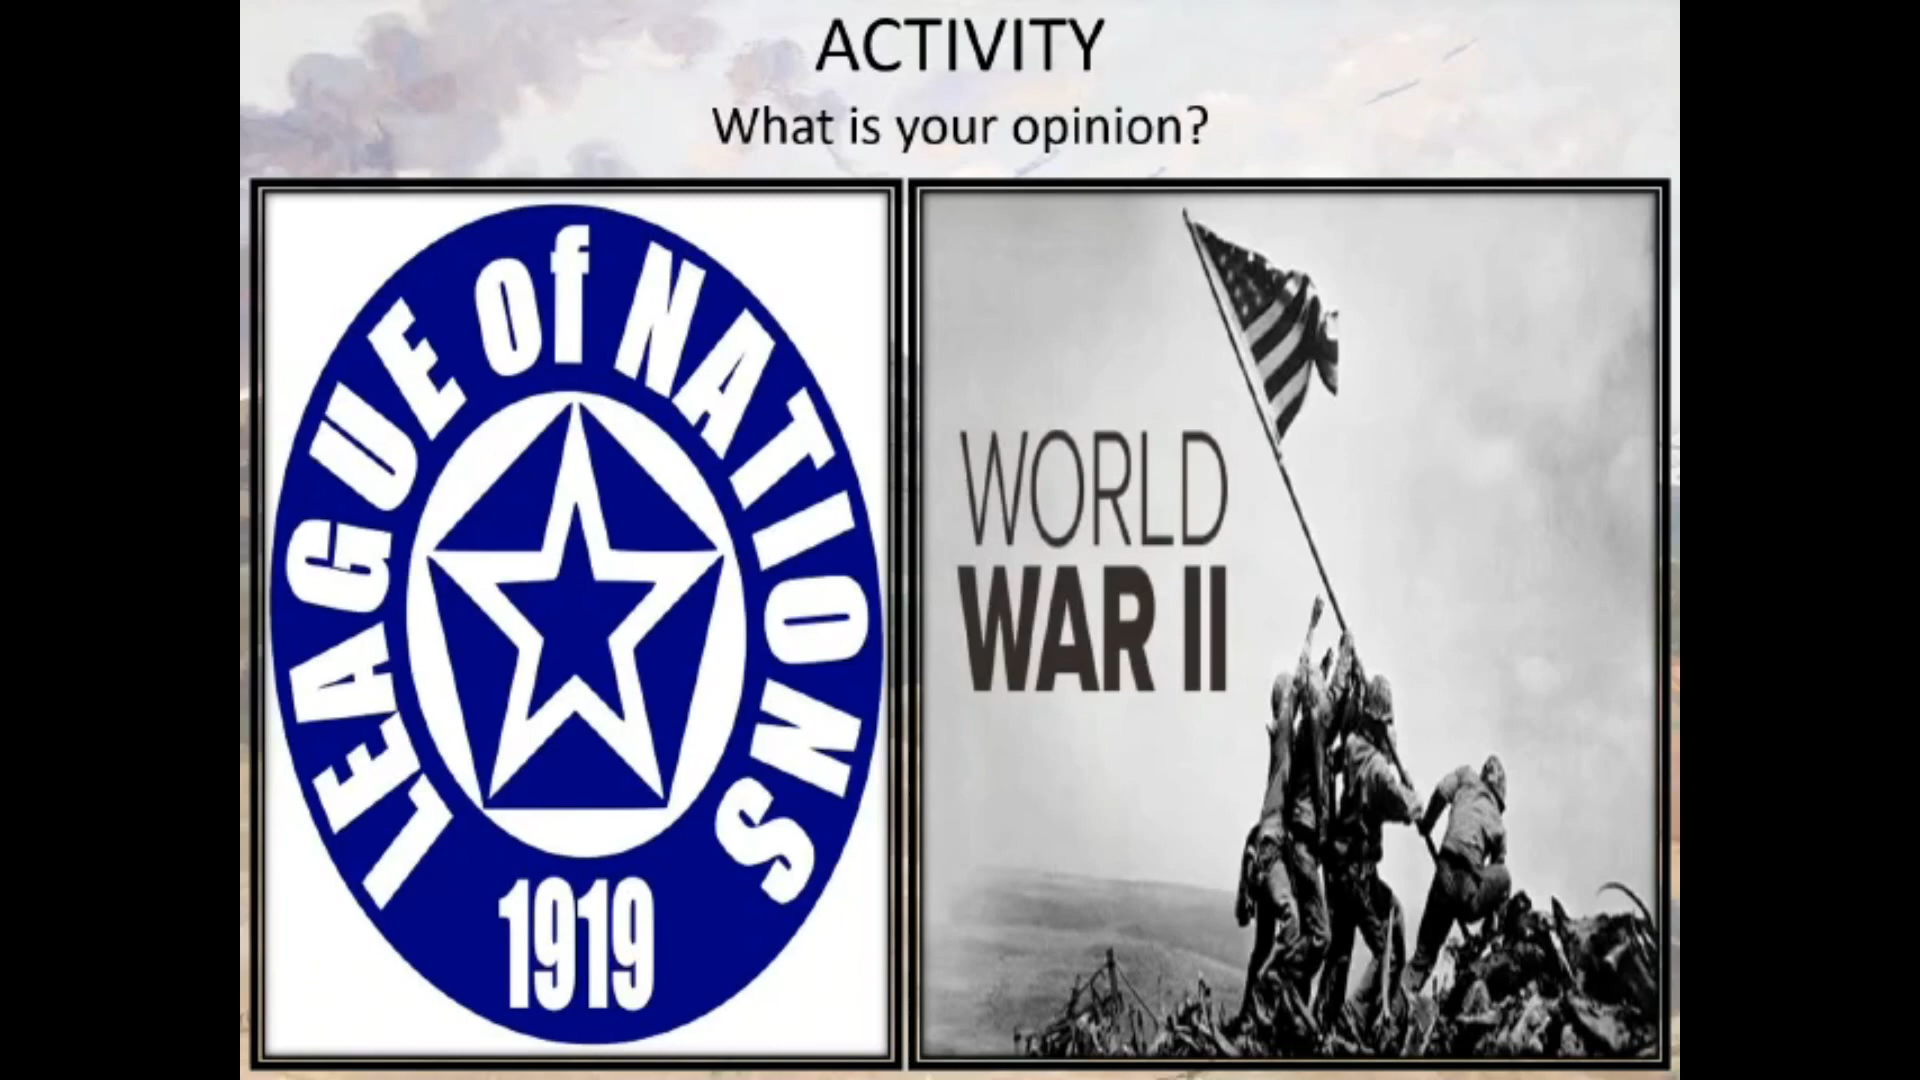 ACTIVITY
What is your opinion?
LEAGUE of NATIONS
1919
WORLD
WAR II